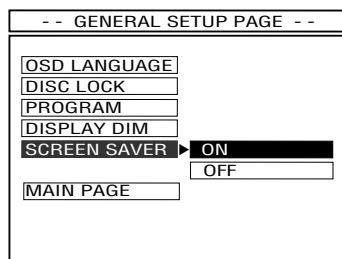 - - GENERAL SETUP PAGE - -
OSD LANGUAGE
DISC LOCK
PROGRAM
DISPLAY DIM
SCREEN SAVER ON
OFF
MAIN PAGE